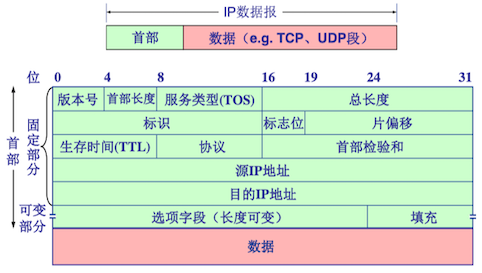 IP数据报
首部 数据（e.g. TCP、UDP段）
位 0 4 8 16 19 24 31
版本号 首部长度 服务类型(TOS) 总长度
标识 标志位 片偏移
生存时间(TTL) 协议 首部检验和
源IP地址
目的IP地址
选项字段（长度可变） 填充
数据
首部
固定部分
可变部分